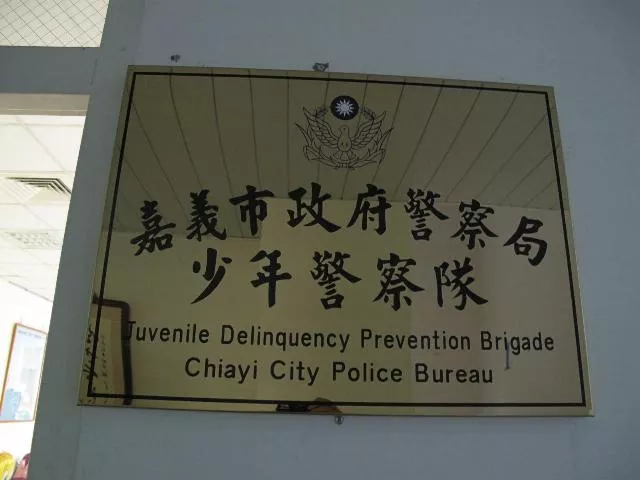 嘉義市政府警察局
少年警察隊
Juvenile Delinquency Prevention Brigade
Chiayi City Police Bureau